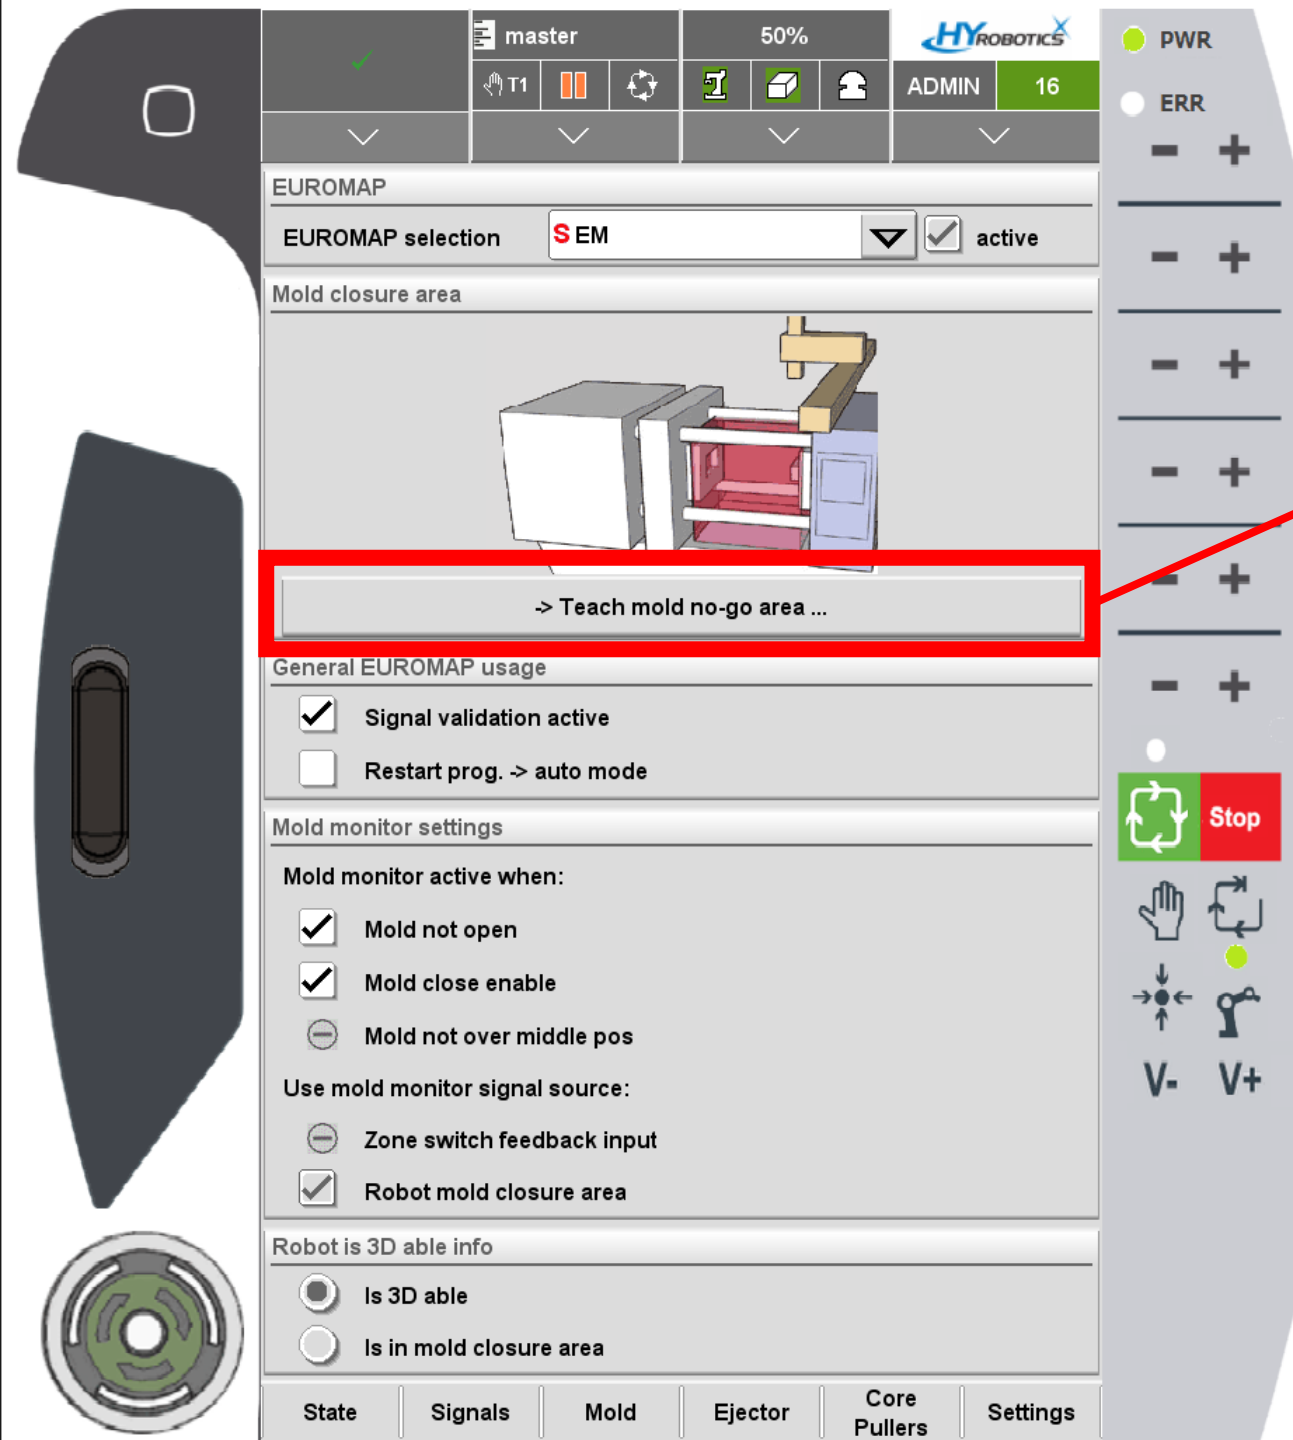 master
50%
HYROBOTICS
PWR
T1
ADMIN
16
ERR
EUROMAP
EUROMAP selection
S EM
active
Mold closure area
-> Teach mold no-go area ...
General EUROMAP usage
Signal validation active
Restart prog. -> auto mode
Mold monitor settings
Stop
Mold monitor active when:
Mold not open
Mold close enable
Mold not over middle pos
Use mold monitor signal source:
V- V+
Zone switch feedback input
Robot mold closure area
Robot is 3D able info
Is 3D able
Is in mold closure area
State
Signals
Mold
Ejector
Core
Pullers
Settings